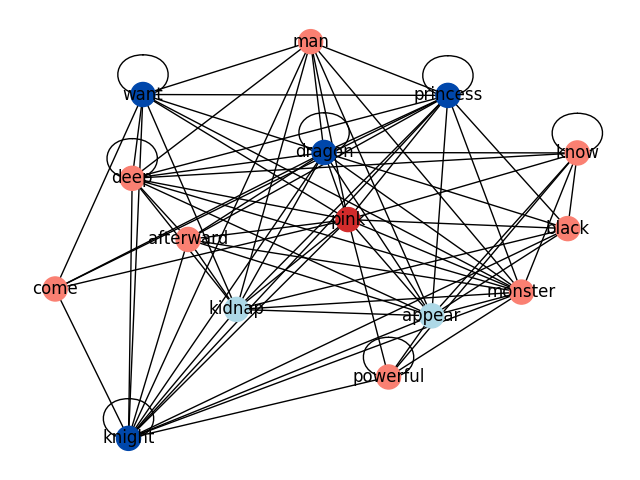 man
want
princess
dragon
know
deep
pink
black
afterward
come
monster
kidnap
appear
powerful
knight